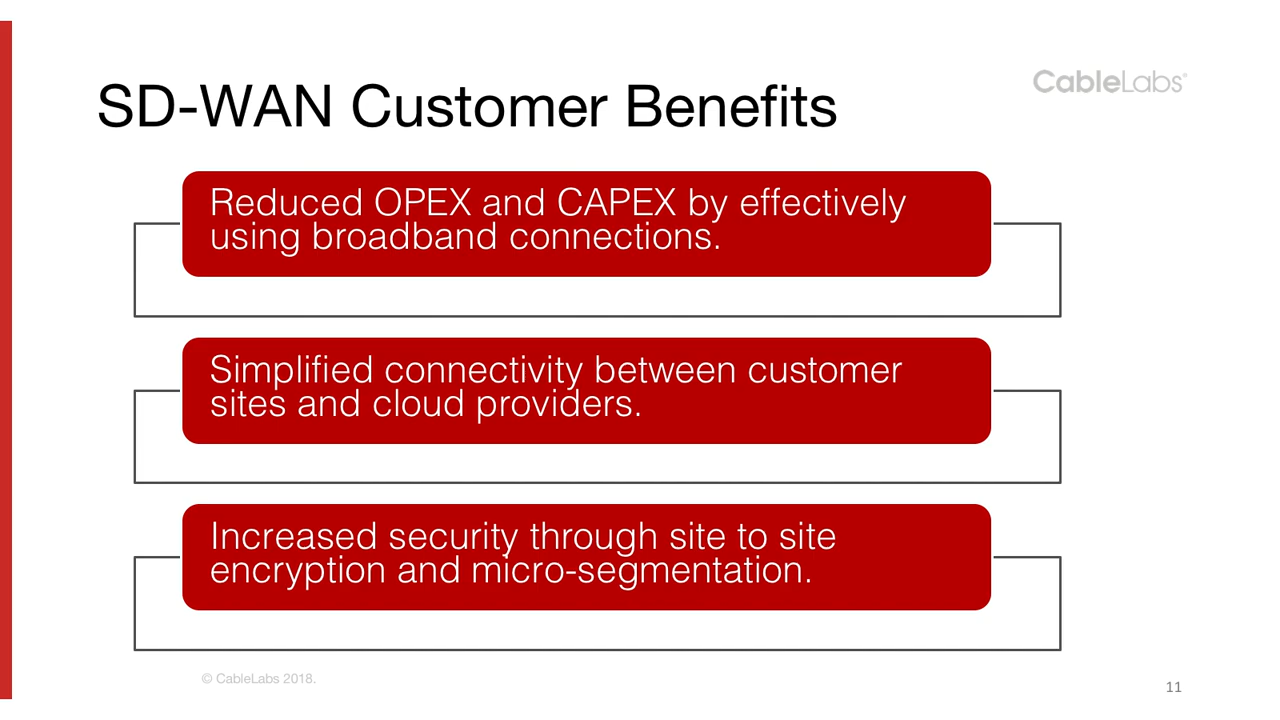 CableLabs®
SD-WAN Customer Benefits
Reduced OPEX and CAPEX by effectively
using broadband connections.
Simplified connectivity between customer
sites and cloud providers.
Increased security through site to site
encryption and micro-segmentation.
© CableLabs 2018.
11